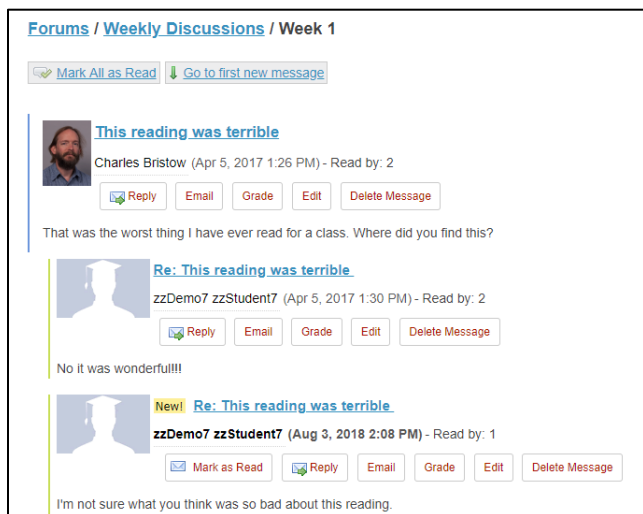 Forums / Weekly Discussions / Week 1
Mark All as Read Go to first new message
This reading was terrible
Charles Bristow (Apr 5, 2017 1:26 PM) - Read by: 2
Reply Email Grade Edit Delete Message
That was the worst thing I have ever read for a class. Where did you find this?
Re: This reading was terrible
zzDemo7 zzStudent7 (Apr 5, 2017 1:30 PM) - Read by: 2
Reply Email Grade Edit Delete Message
No it was wonderful!!!!
New! Re: This reading was terrible
zzDemo7 zzStudent7 (Aug 3, 2018 2:08 PM) - Read by: 1
Mark as Read Reply Email Grade Edit Delete Message
I'm not sure what you think was so bad about this reading.